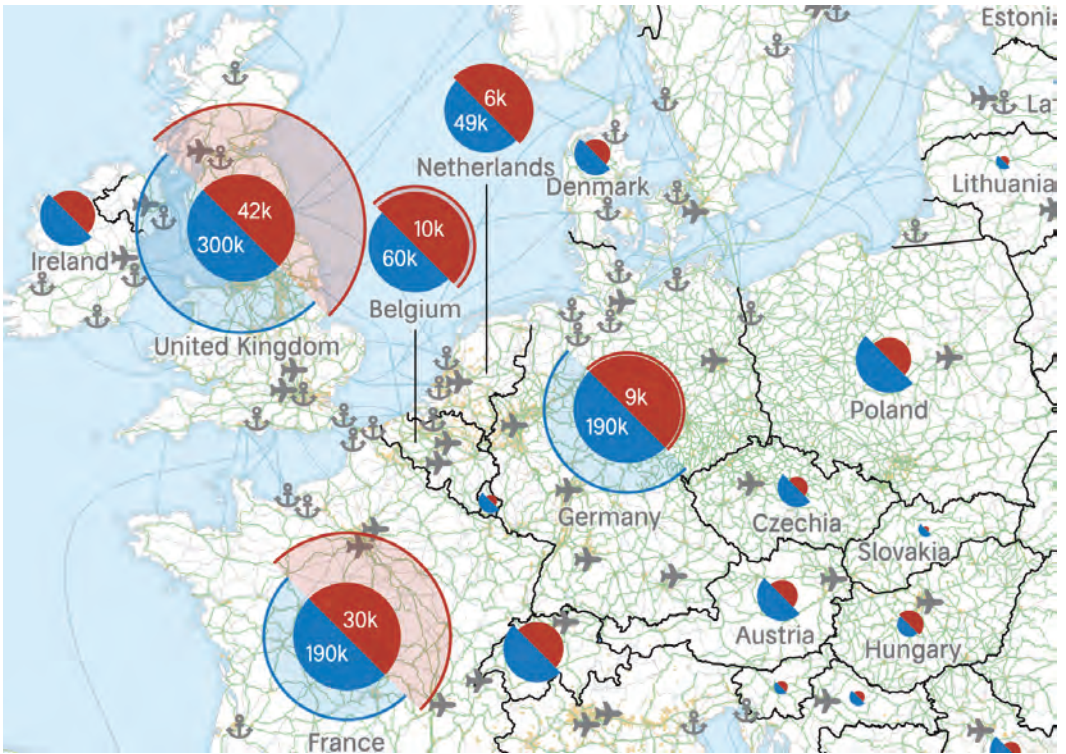 Estoni
La
6k
49k
Netherlands
Denmark
Lithuania
42k
300k
10k
60k
Ireland
Belgium
United Kingdom
9k
190k
Poland
Germany
Czechia
Slovakia
30k
190k
Austria
Hungary
France